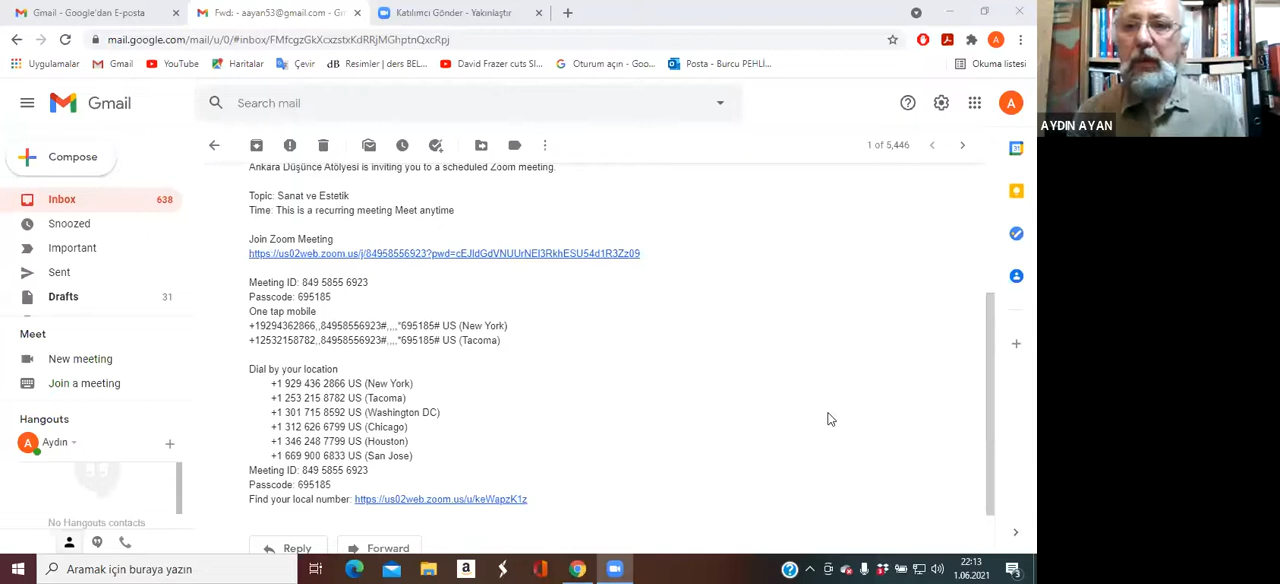 Gmail - Google'dan E-posta
Fwd: - aayan53@gmail.com - Gm
Katılımcı Gönder - Yakınlaştır
mail.google.com/mail/u/0/#inbox/FMfcgzGkXcxzstxKdRRjMGhptnQxcRpj
A
Uygulamalar
Gmail
YouTube
Haritalar
Çevir
dB Resimler | ders BEL...
David Frazer cuts Sl...
Oturum açın - Goo...
Posta - Burcu PEHLİ...
Okuma listesi
Gmail
Search mail
A
AYDIN AYAN
Compose
1 of 5,446
Inbox 638
Snoozed
Important
Sent
Drafts 31
Meet
New meeting
Join a meeting
Hangouts
A Aydın
No Hangouts contacts
Ankara Düşünce Atölyesi is inviting you to a scheduled Zoom meeting.
Topic: Sanat ve Estetik
Time: This is a recurring meeting Meet anytime
Join Zoom Meeting
https://us02web.zoom.us/j/84958556923?pwd=cEJldGdVNUUrNEI3RkhESU54d1R3Zz09
Meeting ID: 849 5855 6923
Passcode: 695185
One tap mobile
+19294362866,,84958556923#,,,,*695185# US (New York)
+12532158782,,84958556923#,,,,*695185# US (Tacoma)
Dial by your location
+1 929 436 2866 US (New York)
+1 253 215 8782 US (Tacoma)
+1 301 715 8592 US (Washington DC)
+1 312 626 6799 US (Chicago)
+1 346 248 7799 US (Houston)
+1 669 900 6833 US (San Jose)
Meeting ID: 849 5855 6923
Passcode: 695185
Find your local number: https://us02web.zoom.us/u/keWapzK1z
Reply
Forward
Aramak için buraya yazın
22:13
1.06.2021
3